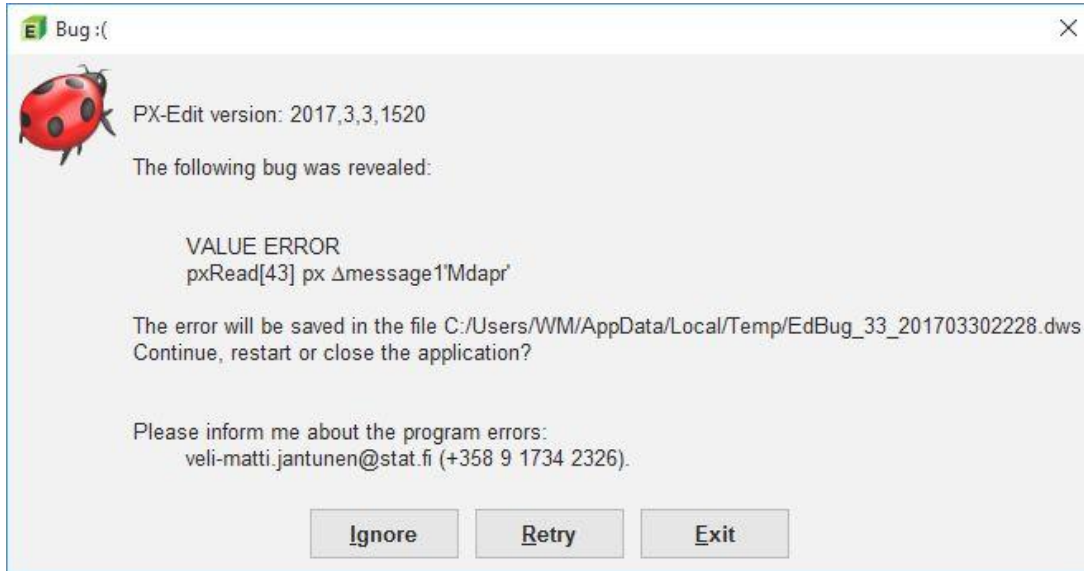 Bug :(
PX-Edit version: 2017,3,3,1520
The following bug was revealed:
VALUE ERROR
pxRead[43] px ∆message1'Mdapr'
The error will be saved in the file C:/Users/WM/AppData/Local/Temp/EdBug_33_201703302228.dws
Continue, restart or close the application?
Please inform me about the program errors:
veli-matti.jantunen@stat.fi (+358 9 1734 2326).
Ignore Retry Exit